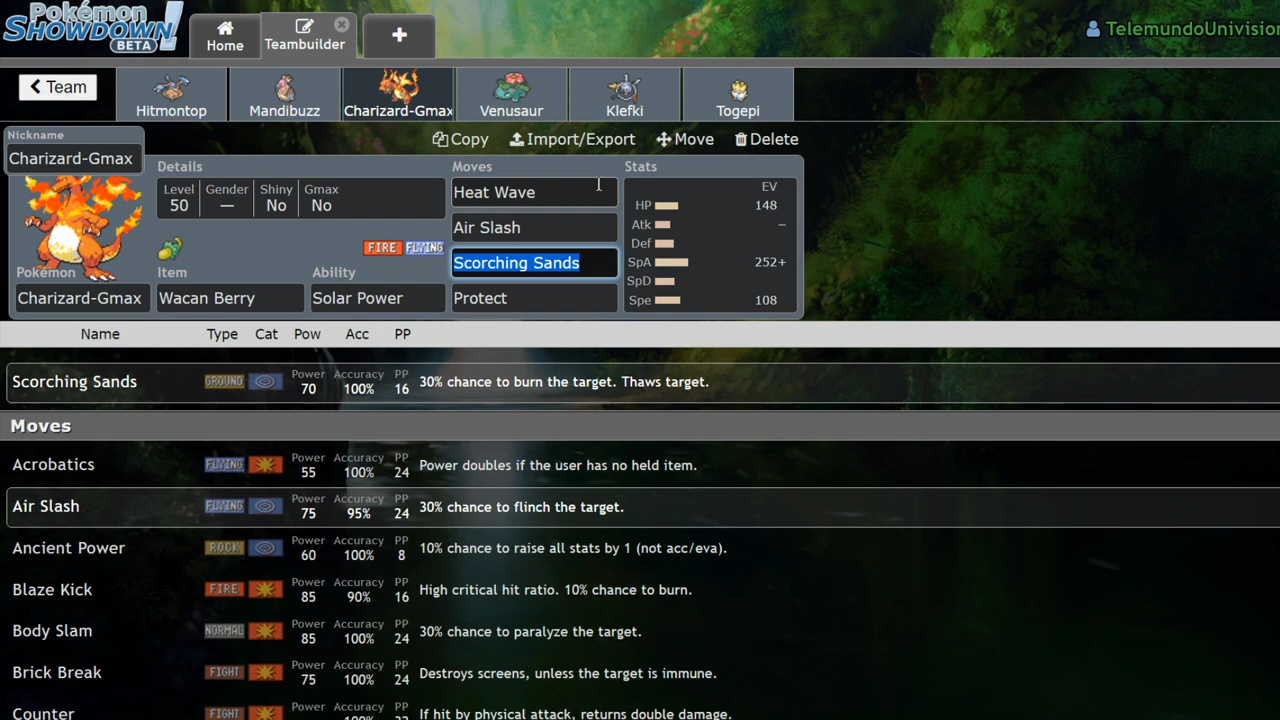 Pokémon
SHOWDOWN!
BETA
Home
Teambuilder
TelemundoUnivision
Team
Hitmontop
Mandibuzz
Charizard-Gmax
Venusaur
Klefki
Togepi
Copy
Import/Export
Move
Delete
Nickname
Charizard-Gmax
Details
Level
50
Gender
—
Shiny
No
Gmax
No
FIRE
FLYING
Pokémon
Charizard-Gmax
Item
Wacan Berry
Ability
Solar Power
Moves
Heat Wave
Air Slash
Scorching Sands
Protect
Stats
EV
HP 148
Atk –
Def
SpA 252+
SpD
Spe 108
Name Type Cat Pow Acc PP
Scorching Sands GROUND Power 70 Accuracy 100% PP 16 30% chance to burn the target. Thaws target.
Moves
Acrobatics FLYING Power 55 Accuracy 100% PP 24 Power doubles if the user has no held item.
Air Slash FLYING Power 75 Accuracy 95% PP 24 30% chance to flinch the target.
Ancient Power ROCK Power 60 Accuracy 100% PP 8 10% chance to raise all stats by 1 (not acc/eva).
Blaze Kick FIRE Power 85 Accuracy 90% PP 16 High critical hit ratio. 10% chance to burn.
Body Slam NORMAL Power 85 Accuracy 100% PP 24 30% chance to paralyze the target.
Brick Break FIGHT Power 75 Accuracy 100% PP 24 Destroys screens, unless the target is immune.
Counter FIGHT Power Accuracy PP If hit by physical attack, returns double damage.